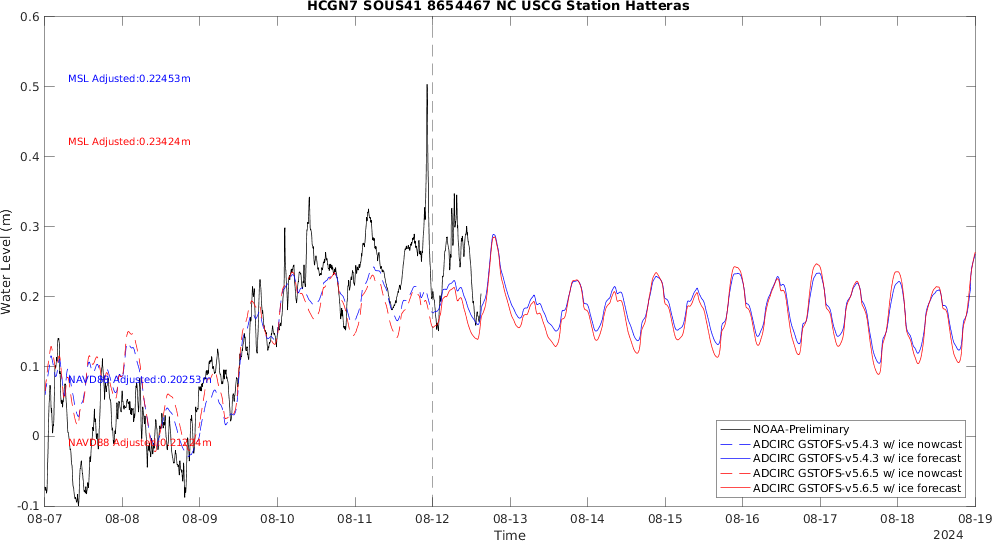 HCGN7 SOUS41 8654467 NC USCG Station Hatteras
0.6
0.5
0.4
0.3
0.2
0.1
0
-0.1
Water Level (m)
MSL Adjusted:0.22453m
MSL Adjusted:0.23424m
NAVD88 Adjusted:0.20253m
NAVD88 Adjusted:0.21224m
NOAA-Preliminary
ADCIRC GSTOFS-v5.4.3 w/ ice nowcast
ADCIRC GSTOFS-v5.4.3 w/ ice forecast
ADCIRC GSTOFS-v5.6.5 w/ ice nowcast
ADCIRC GSTOFS-v5.6.5 w/ ice forecast
08-07 08-08 08-09 08-10 08-11 08-12 08-13 08-14 08-15 08-16 08-17 08-18 08-19
Time
2024